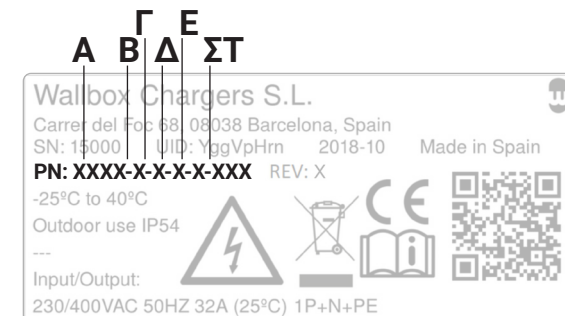 Γ Ε
Α Β Δ ΣΤ
Wallbox Chargers S.L.
Carrer del Foc 68, 08038 Barcelona, Spain
SN: 15000 UID: YggVpHrn 2018-10 Made in Spain
PN: XXXX-X-X-X-X-XXX REV: X
-25ºC to 40ºC
Outdoor use IP54
---
Input/Output:
230/400VAC 50HZ 32A (25ºC) 1P+N+PE